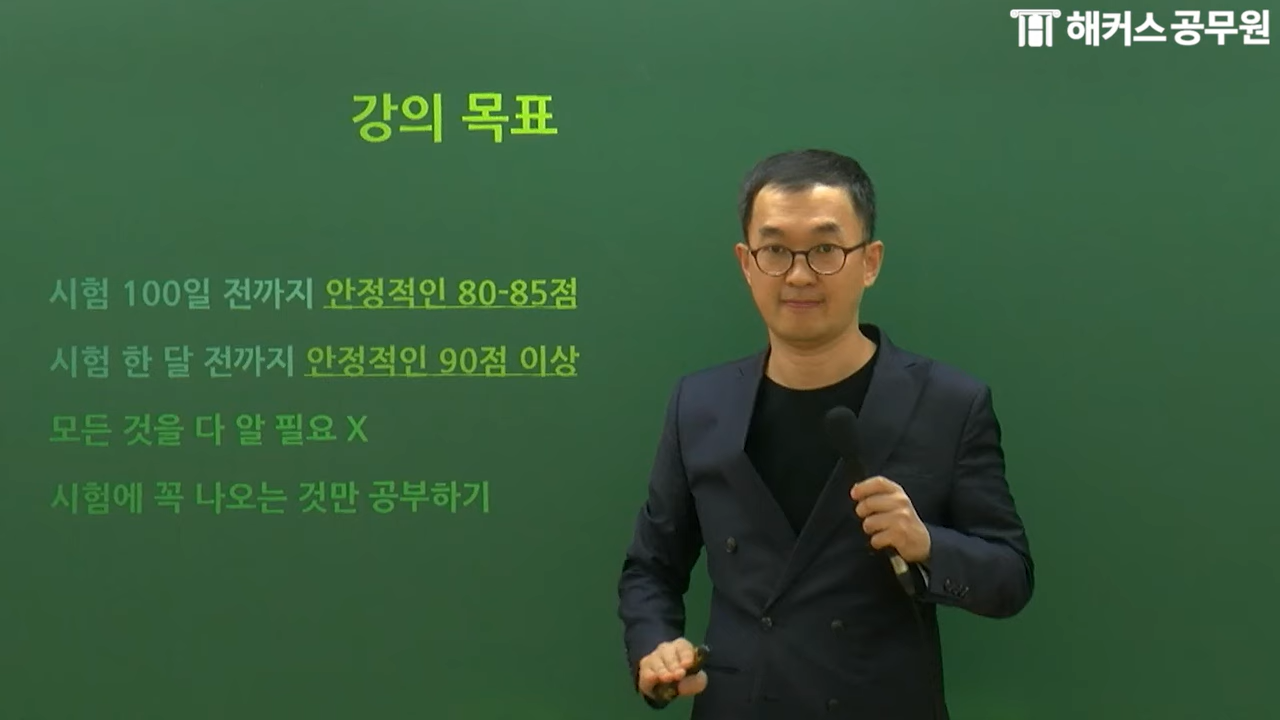 해커스공무원
강의 목표
시험 100일 전까지 안정적인 80-85점
시험 한 달 전까지 안정적인 90점 이상
모든 것을 다 알 필요 X
시험에 꼭 나오는 것만 공부하기